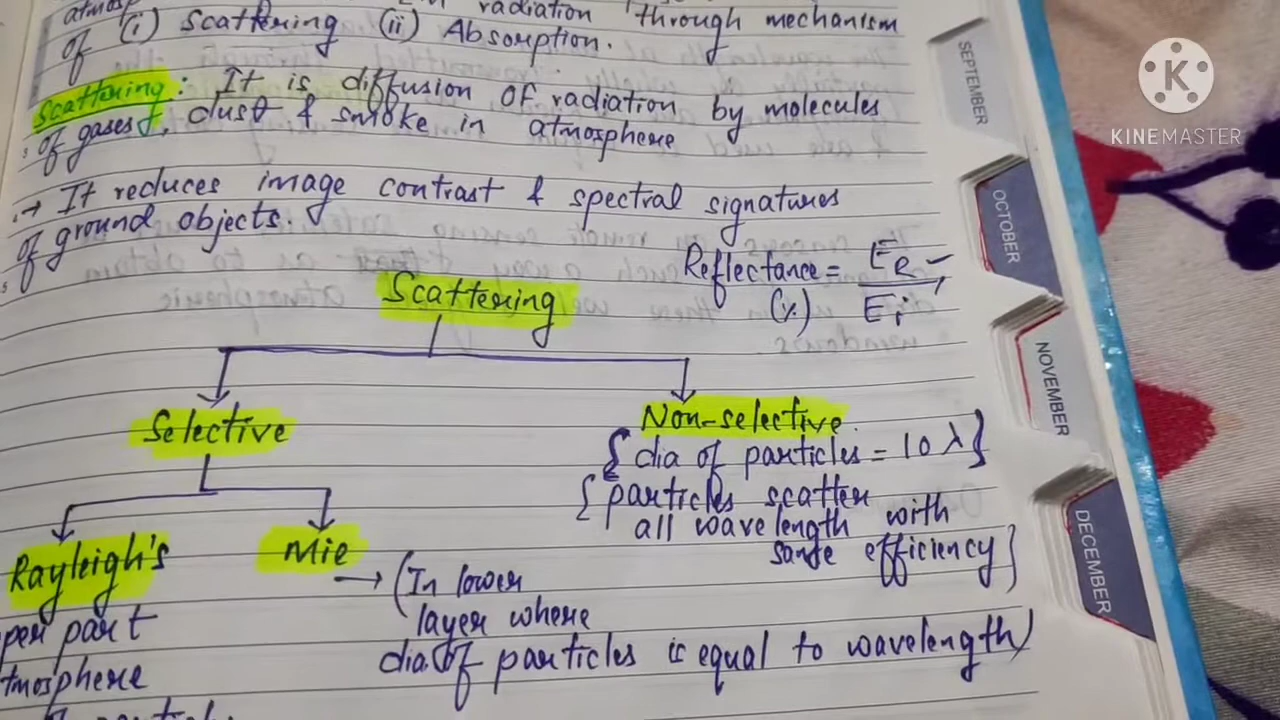 atmos radiation through mechanism
of (i) Scattering (ii) Absorption.
Scattering: It is diffusion of radiation by molecules
of gases, dust & smoke in atmosphere
→ It reduces image contrast & spectral signatures
of ground objects.
Reflectance = ER
(%) Ei
Scattering
Selective
Non-selective
{dia of particles = 10 λ}
{particles scatter
all wavelength with
same efficiency}
Rayleigh's
Mie
→ (In lower
layer where
dia. of particles is equal to wavelength)
per part
tmosphere
SEPTEMBER
OCTOBER
NOVEMBER
DECEMBER
K
KINEMASTER